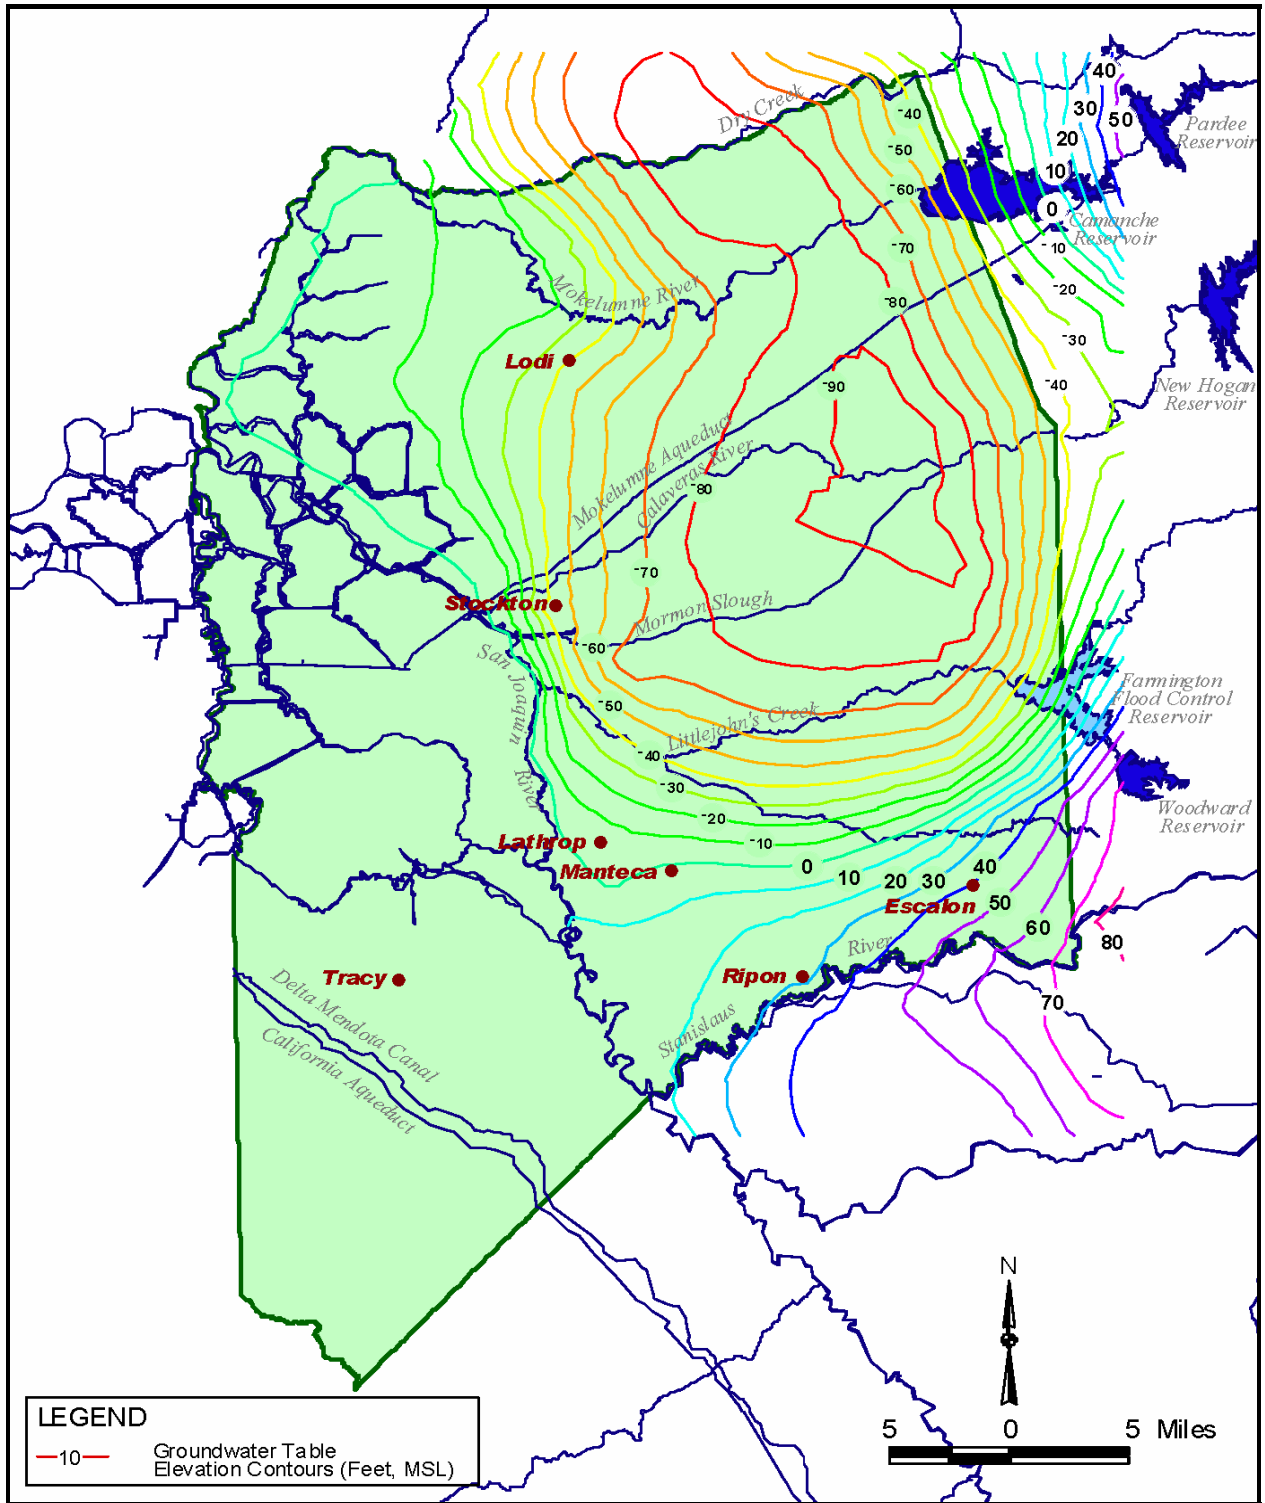 40
30
50
20
10
0
-10
-20
-30
-40
-40
-50
-60
-70
-80
-90
-80
-70
-60
-50
-40
-30
-20
-10
0
10
20
30
40
50
60
70
80
Dry Creek
Pardee
Reservoir
Camanche
Reservoir
Mokelumne River
Lodi
New Hogan
Reservoir
Mokelumne Aqueduct
Calaveras River
Stockton
Mormon Slough
San Joaquin
River
Farmington
Flood Control
Reservoir
Littlejohn's Creek
Woodward
Reservoir
Lathrop
Manteca
Escalon
River
Stanislaus
Ripon
Tracy
Delta Mendota Canal
California Aqueduct
N
5 0 5 Miles
LEGEND
10
Groundwater Table
Elevation Contours (Feet, MSL)